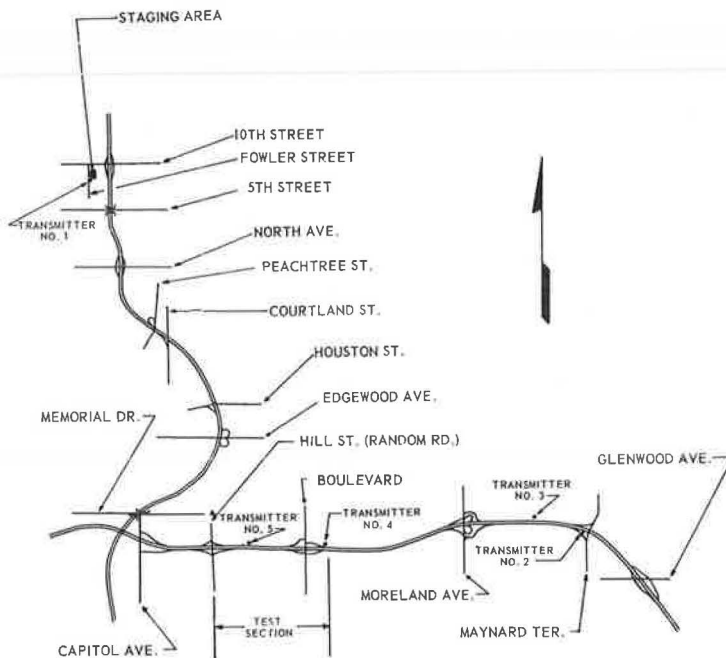 STAGING AREA
10TH STREET
FOWLER STREET
5TH STREET
TRANSMITTER
NO. 1
NORTH AVE.
PEACHTREE ST.
COURTLAND ST.
HOUSTON ST.
EDGEWOOD AVE.
MEMORIAL DR.
HILL ST. (RANDOM RD.)
GLENWOOD AVE.
BOULEVARD
TRANSMITTER
NO. 3
TRANSMITTER
NO. 5
TRANSMITTER
NO. 4
TRANSMITTER
NO. 2
MORELAND AVE.
TEST
SECTION
MAYNARD TER.
CAPITOL AVE.